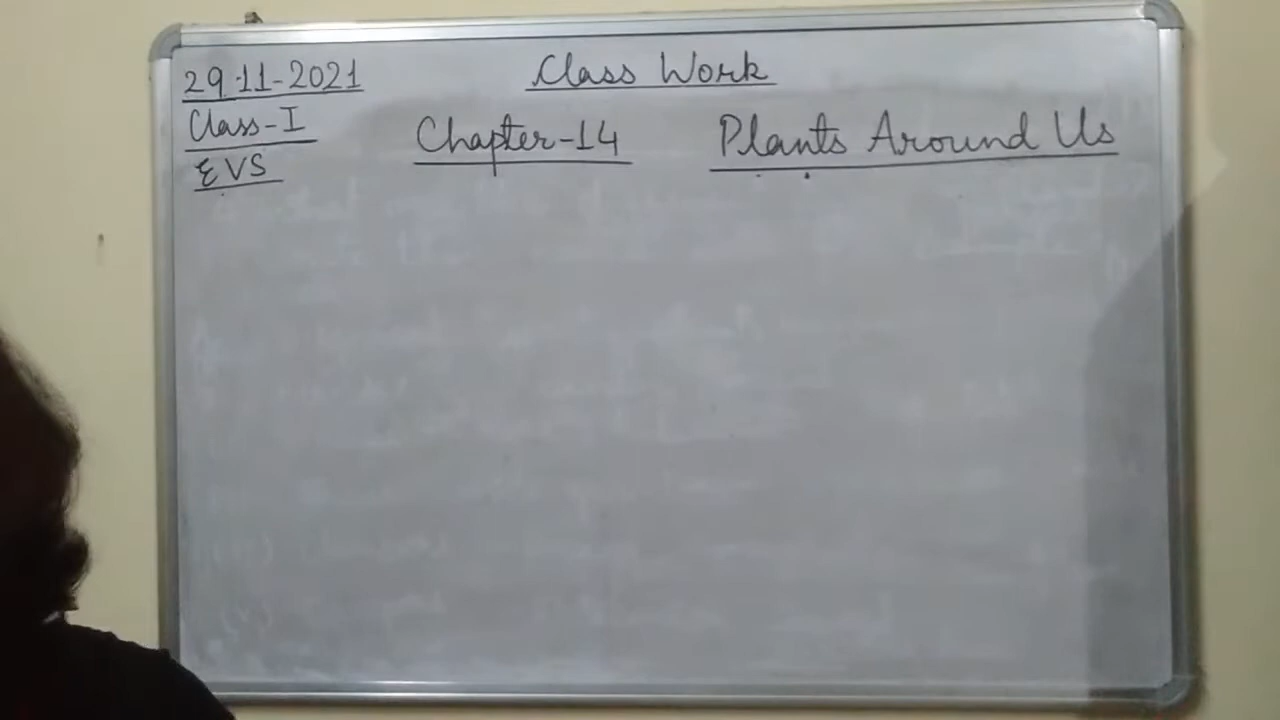 29-11-2021
Class Work
Class-I
Chapter-14
Plants Around Us
EVS